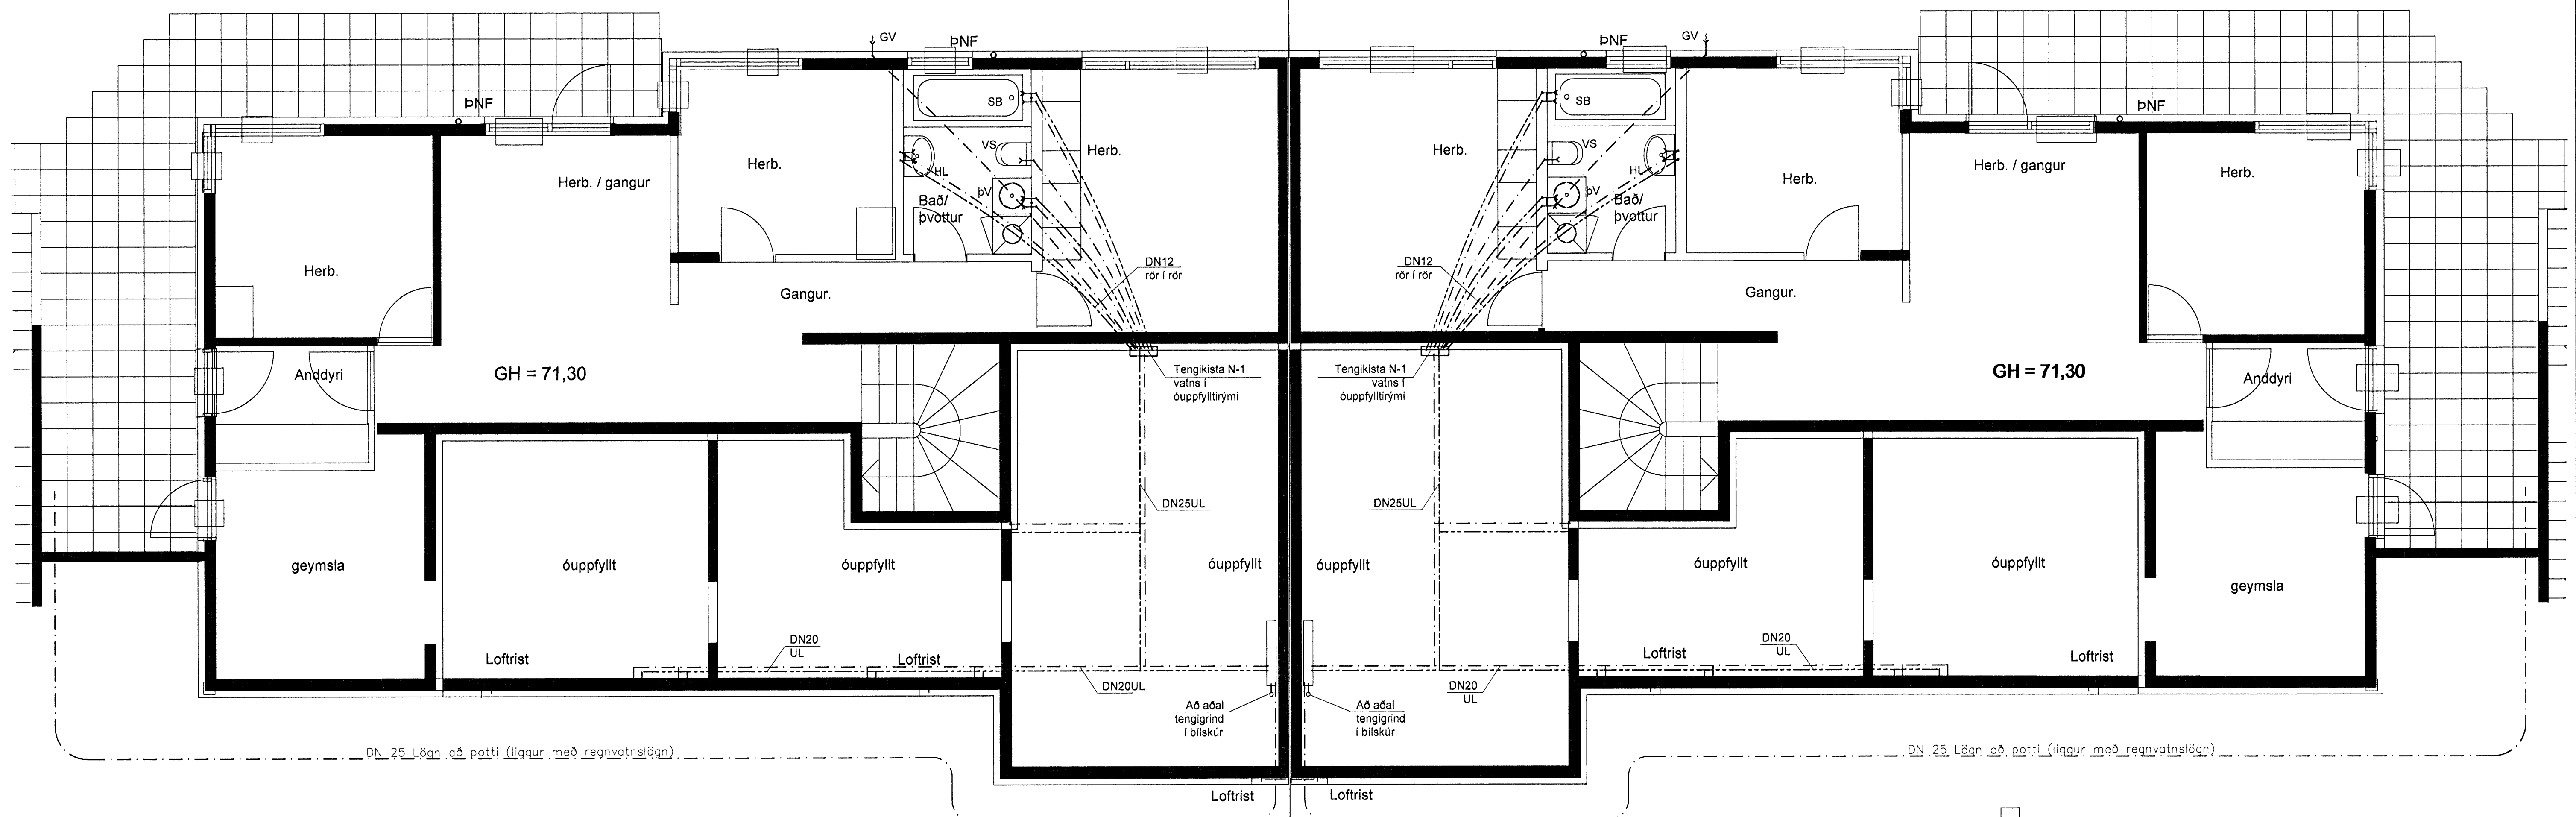 GV
ÞNF
ÞNF
SB
VS
HL
ÞV
Bað/
þvottur
Herb.
Herb.
Herb. / gangur
Herb.
Gangur.
DN12
rör í rör
Anddyri
GH = 71,30
Tengikista N-1
vatns í
óuppfylltirými
DN25UL
geymsla
óuppfyllt
óuppfyllt
óuppfyllt
Loftrist
DN20
UL
Loftrist
DN20UL
Að aðal
tengigrind
í bílskúr
DN 25 Lögn að potti (liggur með regnvatnslögn)
Loftrist
ÞNF
GV
ÞNF
SB
VS
HL
ÞV
Bað/
þvottur
Herb.
Herb.
Herb. / gangur
Herb.
DN12
rör í rör
Gangur.
Tengikista N-1
vatns í
óuppfylltirými
GH = 71,30
Anddyri
DN25UL
óuppfyllt
óuppfyllt
óuppfyllt
geymsla
DN20
UL
Loftrist
DN20
UL
Loftrist
Að aðal
tengigrind
í bílskúr
DN 25 Lögn að potti (liggur með regnvatnslögn)
Loftrist